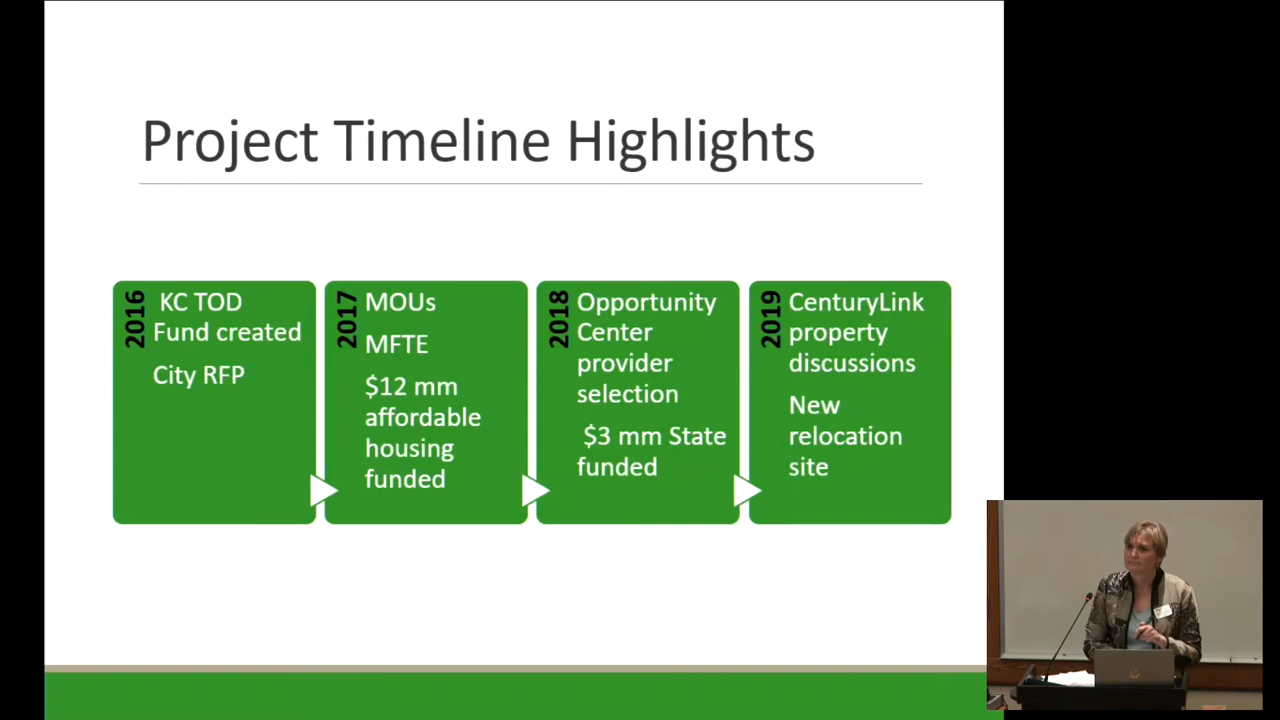 Project Timeline Highlights
2016
KC TOD
Fund created
City RFP
2017
MOUs
MFTE
$12 mm
affordable
housing
funded
2018
Opportunity
Center
provider
selection
$3 mm State
funded
2019
CenturyLink
property
discussions
New
relocation
site